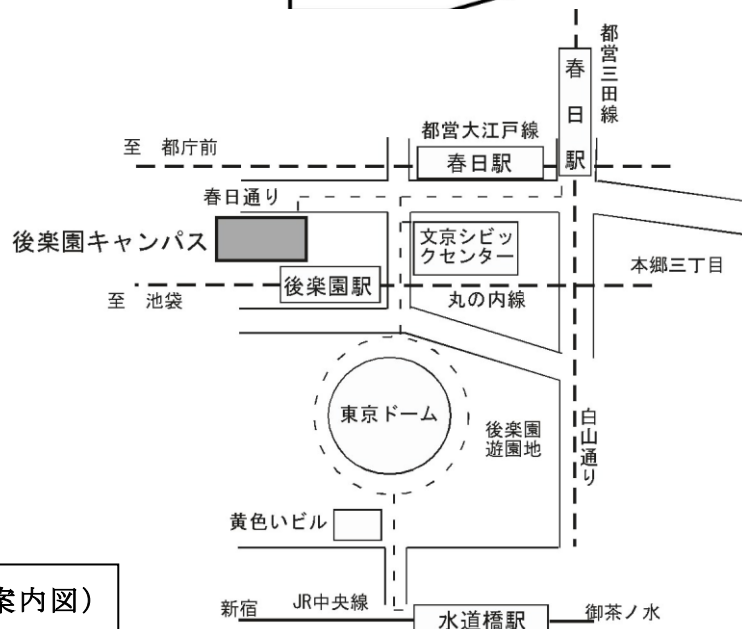 都営三田線
春日駅
都営大江戸線
至　都庁前
春日駅
春日通り
後楽園キャンパス
文京シビッ
クセンター
本郷三丁目
後楽園駅
至　池袋
丸の内線
東京ドーム
後楽園
遊園地
白山通り
黄色いビル
案内図）
新宿
JR中央線
水道橋駅
御茶ノ水